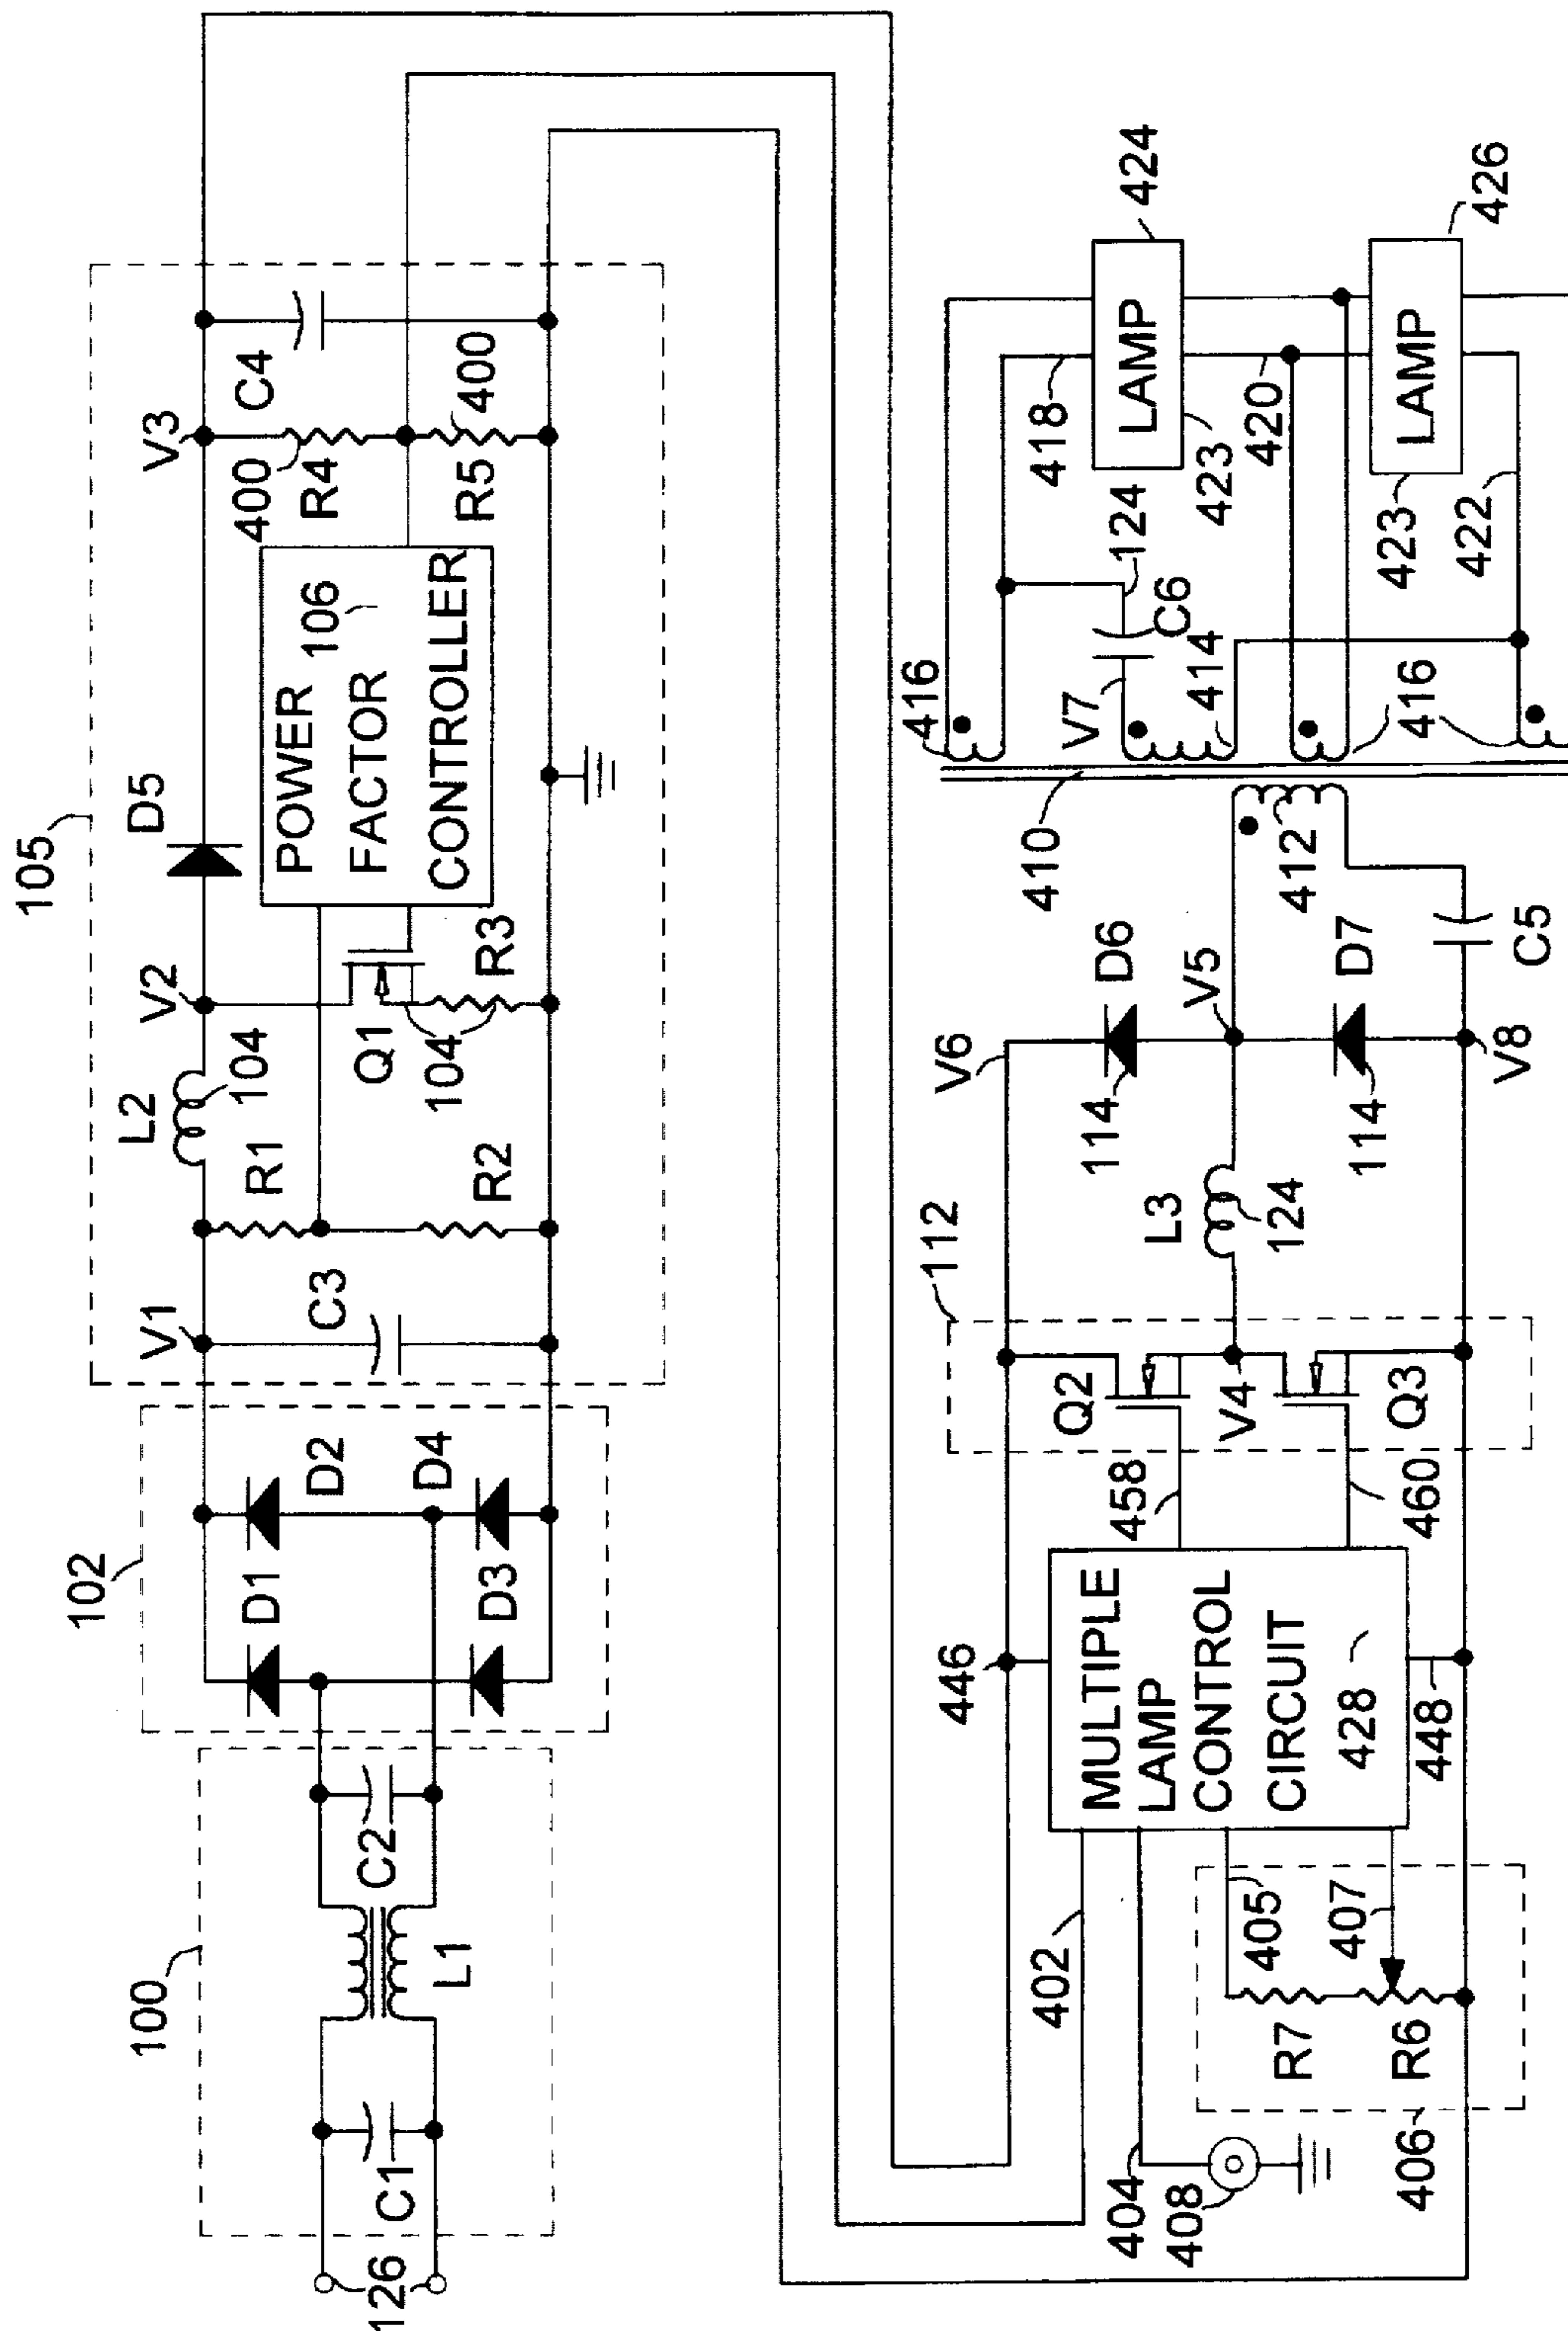 100
126
C1
L1
C2
102
D1
D2
D3
D4
105
V1
C3
R1
R2
L2
104
V2
Q1
104
R3
D5
POWER
106
FACTOR
CONTROLLER
V3
400
R4
400
R5
C4
402
404
408
406
R7
R6
405
407
446
MULTIPLE
LAMP
CONTROL
CIRCUIT
428
448
458
460
112
Q2
V4
Q3
L3
124
V6
114
D6
V5
114
D7
V8
C5
410
412
416
V7
414
416
C6
124
418
423
420
423
422
LAMP
424
LAMP
426